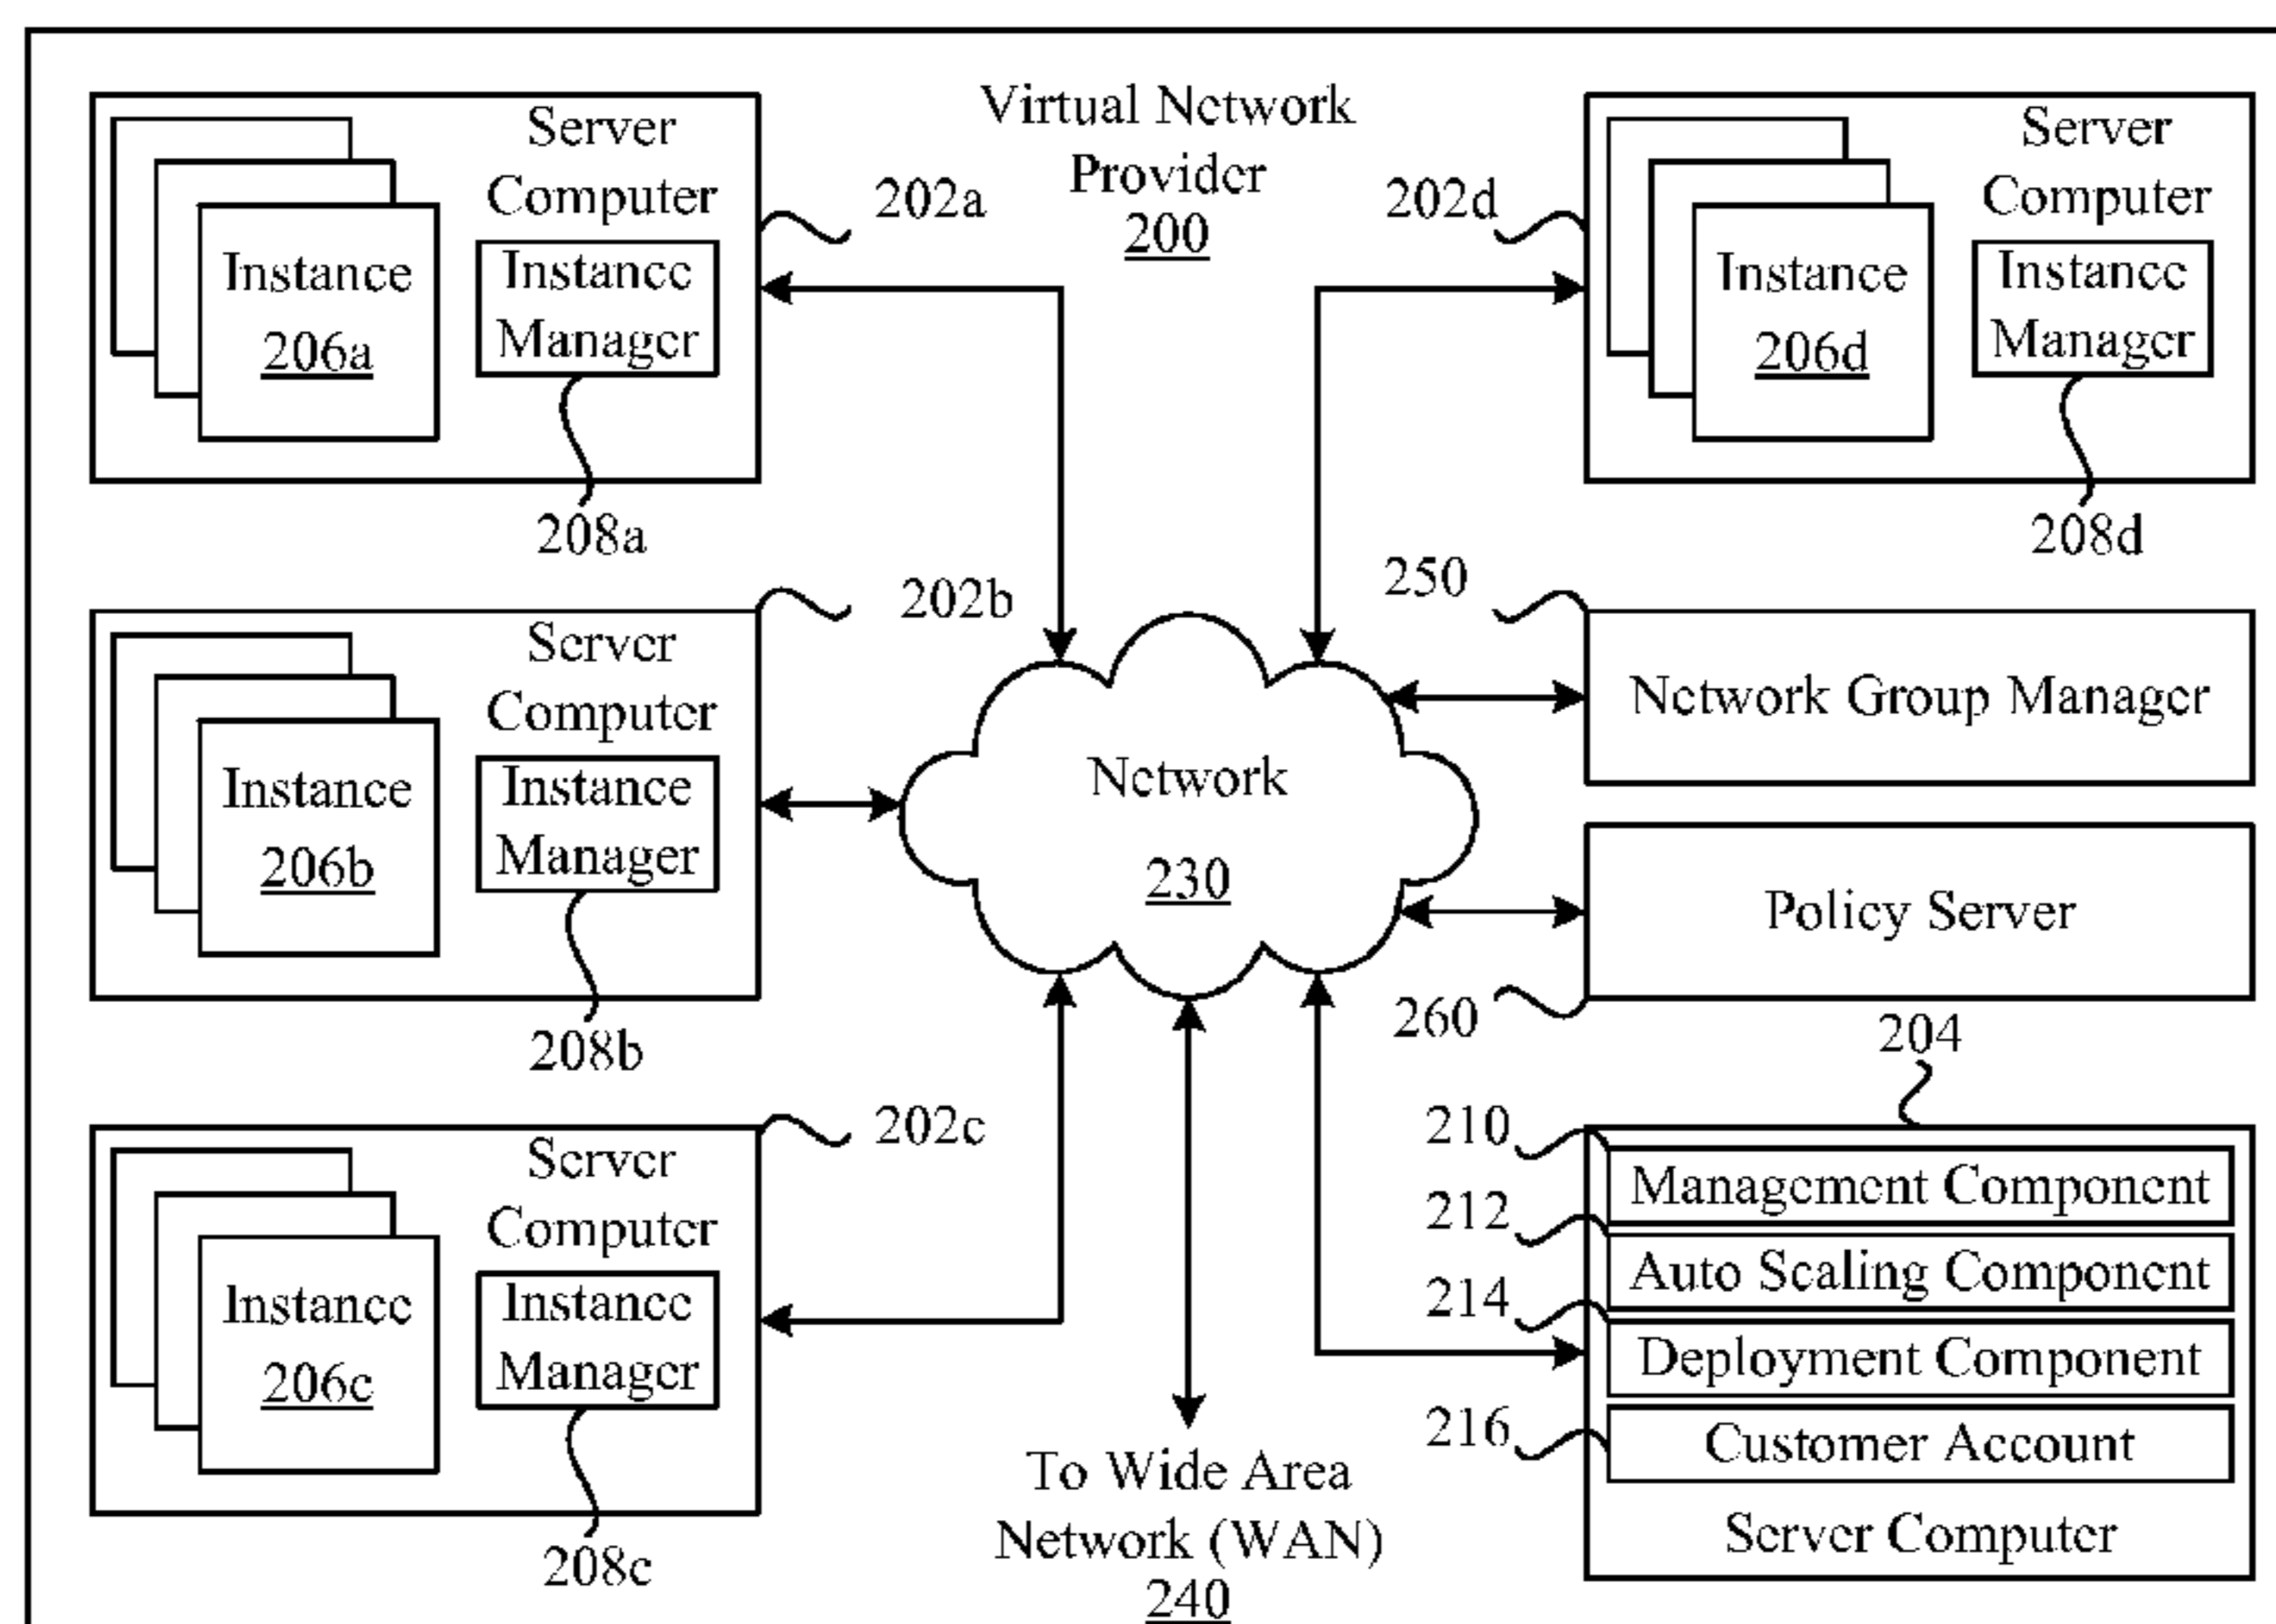 Virtual Network
Provider
200
Server
Computer
202a
Instance
206a
Instance
Manager
208a
202d
Server
Computer
Instance
206d
Instance
Manager
208d
202b
Server
Computer
Instance
206b
Instance
Manager
208b
250
Network Group Manager
Network
230
Policy Server
260
202c
Server
Computer
Instance
206c
Instance
Manager
208c
204
210
Management Component
212
Auto Scaling Component
214
Deployment Component
216
Customer Account
Server Computer
To Wide Area
Network (WAN)
240